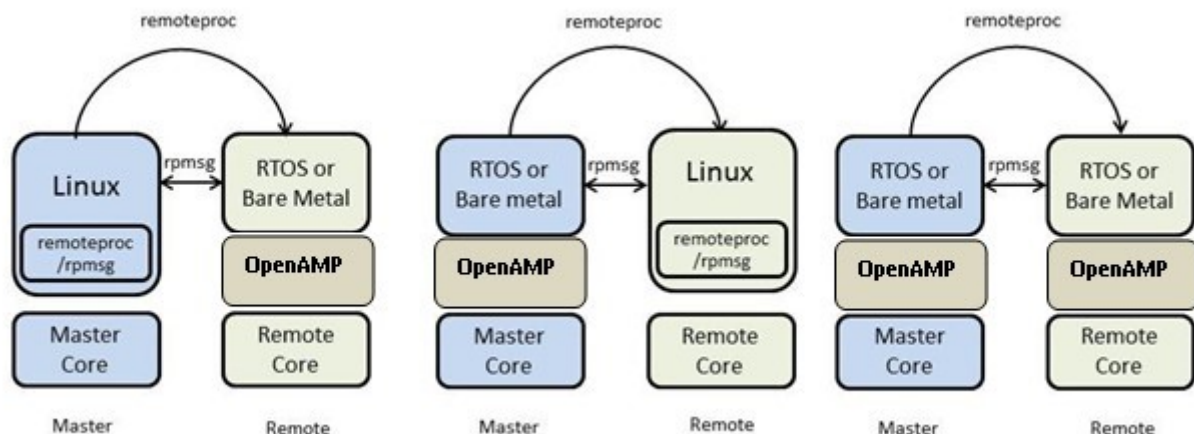 remoteproc
Linux
rpmsg
RTOS or
Bare Metal
remoteproc
/rpmsg
OpenAMP
Master
Core
Remote
Core
Master
Remote
remoteproc
RTOS or
Bare metal
rpmsg
Linux
OpenAMP
remoteproc
/rpmsg
Master
Core
Remote
Core
Master
Remote
remoteproc
RTOS or
Bare metal
rpmsg
RTOS or
Bare Metal
OpenAMP
OpenAMP
Master
Core
Remote
Core
Master
Remote